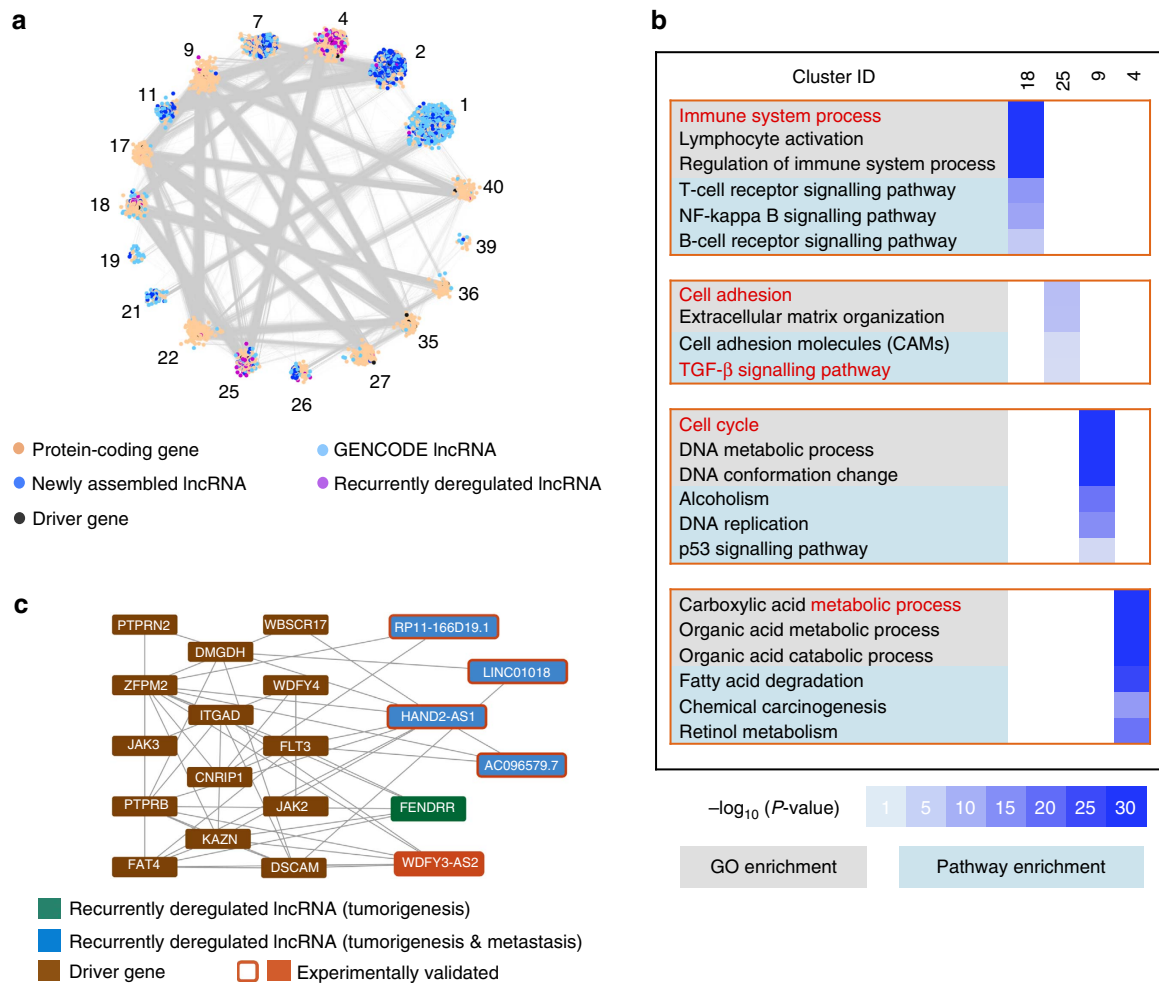 a
7
4
9
2
11
1
17
40
18
39
19
36
21
35
22
27
25
26
Protein-coding gene
GENCODE lncRNA
Newly assembled lncRNA
Recurrently deregulated lncRNA
Driver gene
b
Cluster ID
18
25
9
4
Immune system process
Lymphocyte activation
Regulation of immune system process
T-cell receptor signalling pathway
NF-kappa B signalling pathway
B-cell receptor signalling pathway
Cell adhesion
Extracellular matrix organization
Cell adhesion molecules (CAMs)
TGF-β signalling pathway
Cell cycle
DNA metabolic process
DNA conformation change
Alcoholism
DNA replication
p53 signalling pathway
Carboxylic acid metabolic process
Organic acid metabolic process
Organic acid catabolic process
Fatty acid degradation
Chemical carcinogenesis
Retinol metabolism
–log10 (P-value) 1 5 10 15 20 25 30
GO enrichment
Pathway enrichment
c
PTPRN2
WBSCR17
RP11-166D19.1
DMGDH
LINC01018
ZFPM2
WDFY4
ITGAD
HAND2-AS1
JAK3
FLT3
AC096579.7
CNRIP1
PTPRB
JAK2
FENDRR
KAZN
FAT4
DSCAM
WDFY3-AS2
Recurrently deregulated lncRNA (tumorigenesis)
Recurrently deregulated lncRNA (tumorigenesis & metastasis)
Driver gene
Experimentally validated